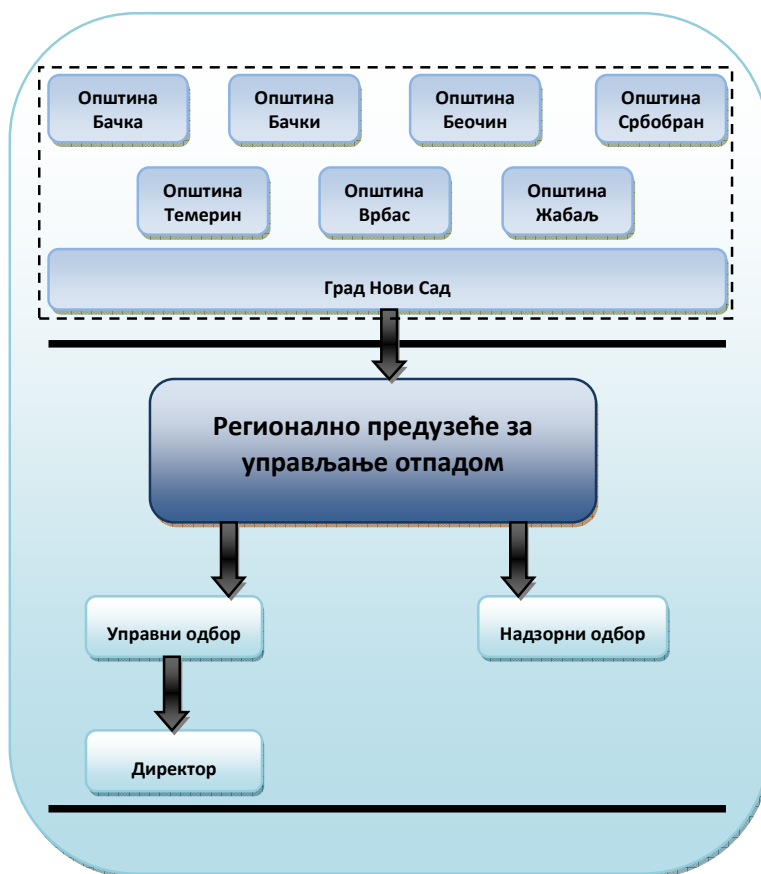 Општина
Бачка
Општина
Бачки
Општина
Беочин
Општина
Србобран
Општина
Темерин
Општина
Врбас
Општина
Жабаљ
Град Нови Сад
Регионално предузеће за
управљање отпадом
Управни одбор
Надзорни одбор
Директор